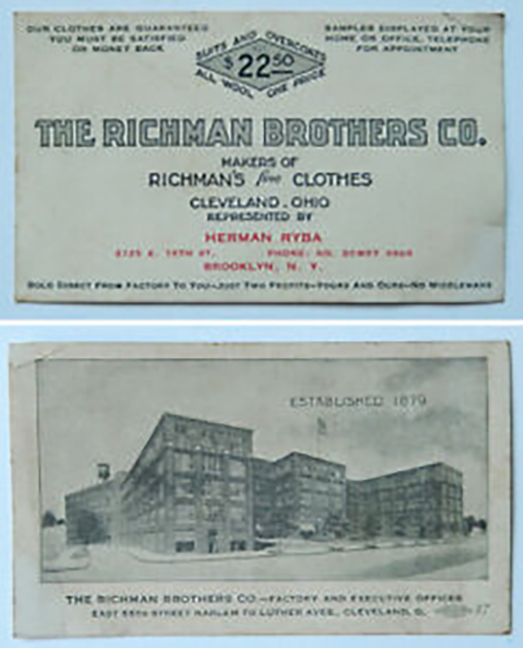 OUR CLOTHES ARE GUARANTEED
YOU MUST BE SATISFIED
OR MONEY BACK
SUITS AND OVERCOATS
$22.50
ALL WOOL ONE PRICE
SAMPLES DISPLAYED AT YOUR
HOME OR OFFICE. TELEPHONE
FOR APPOINTMENT
THE RICHMAN BROTHERS CO.
MAKERS OF
RICHMAN'S fine CLOTHES
CLEVELAND, OHIO
REPRESENTED BY
HERMAN RYBA
ST. PHONE:
BROOKLYN, N. Y.
SOLD DIRECT FROM FACTORY TO YOU—JUST TWO PROFITS—YOURS AND OURS—NO MIDDLEMANS
ESTABLISHED 1879
THE RICHMAN BROTHERS CO.—FACTORY AND EXECUTIVE OFFICES
EAST 55TH STREET HARLEM TO LUTHER AVES., CLEVELAND, O.